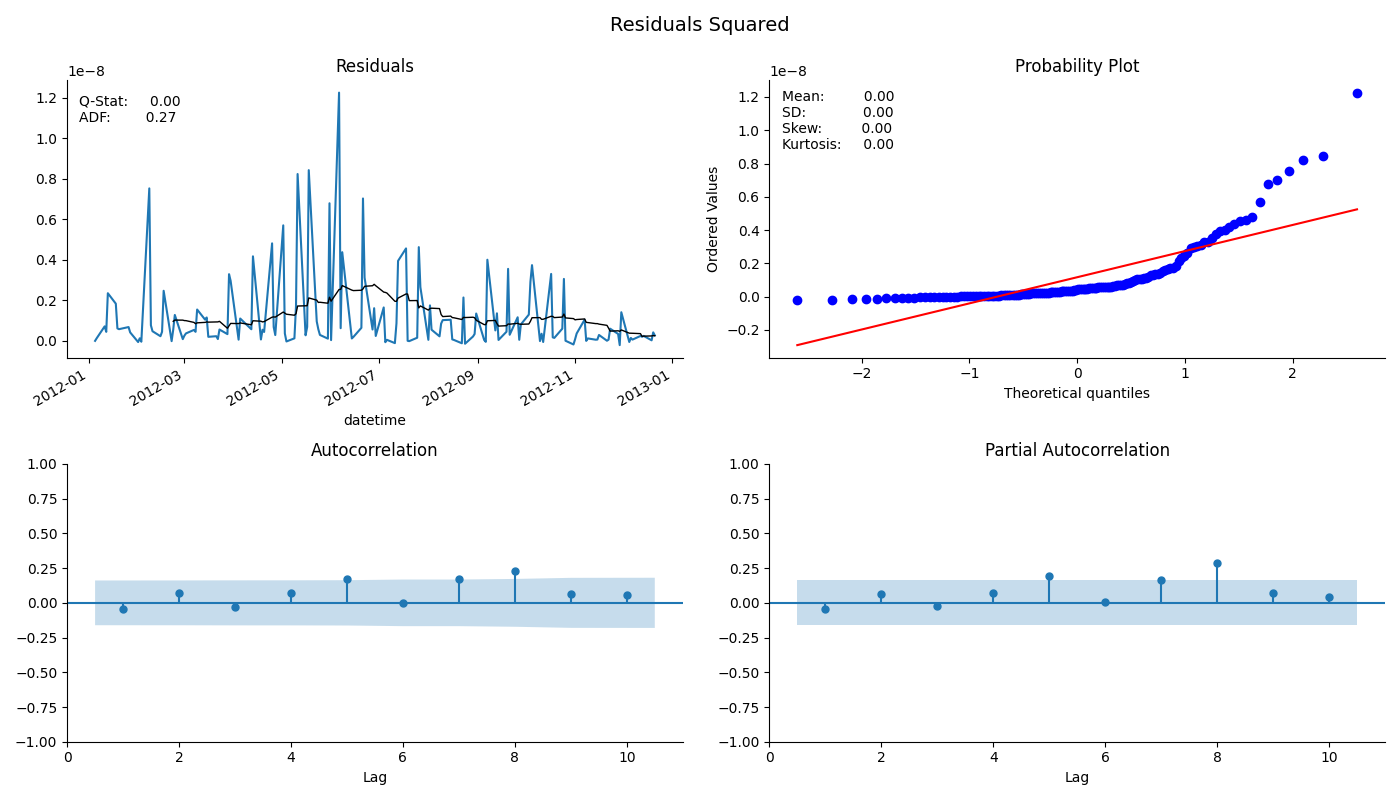 Residuals Squared
Residuals
1e−8
Q-Stat: 0.00
ADF: 0.27
1.2
1.0
0.8
0.6
0.4
0.2
0.0
2012-01
2012-03
2012-05
2012-07
2012-09
2012-11
2013-01
datetime
Probability Plot
1e−8
Mean: 0.00
SD: 0.00
Skew: 0.00
Kurtosis: 0.00
Ordered Values
1.2
1.0
0.8
0.6
0.4
0.2
0.0
−0.2
−2 −1 0 1 2
Theoretical quantiles
Autocorrelation
1.00
0.75
0.50
0.25
0.00
−0.25
−0.50
−0.75
−1.00
0 2 4 6 8 10
Lag
Partial Autocorrelation
1.00
0.75
0.50
0.25
0.00
−0.25
−0.50
−0.75
−1.00
0 2 4 6 8 10
Lag